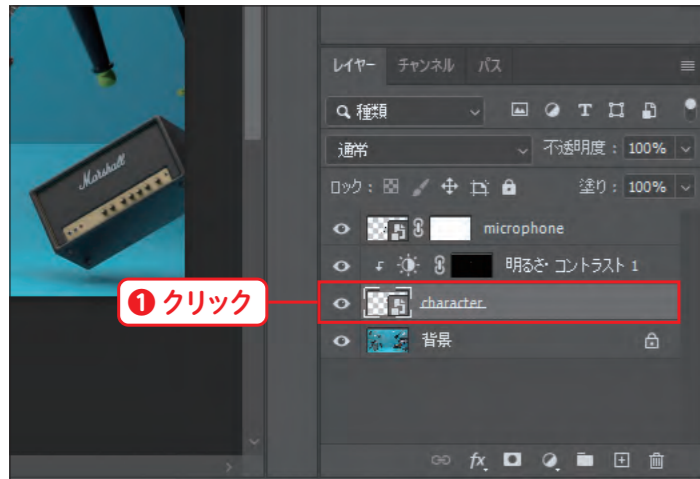 レイヤー チャンネル パス
種類
通常 不透明度: 100%
ロック: 塗り: 100%
microphone
明るさ・コントラスト 1
❶ クリック
character
背景
fx
Marshall